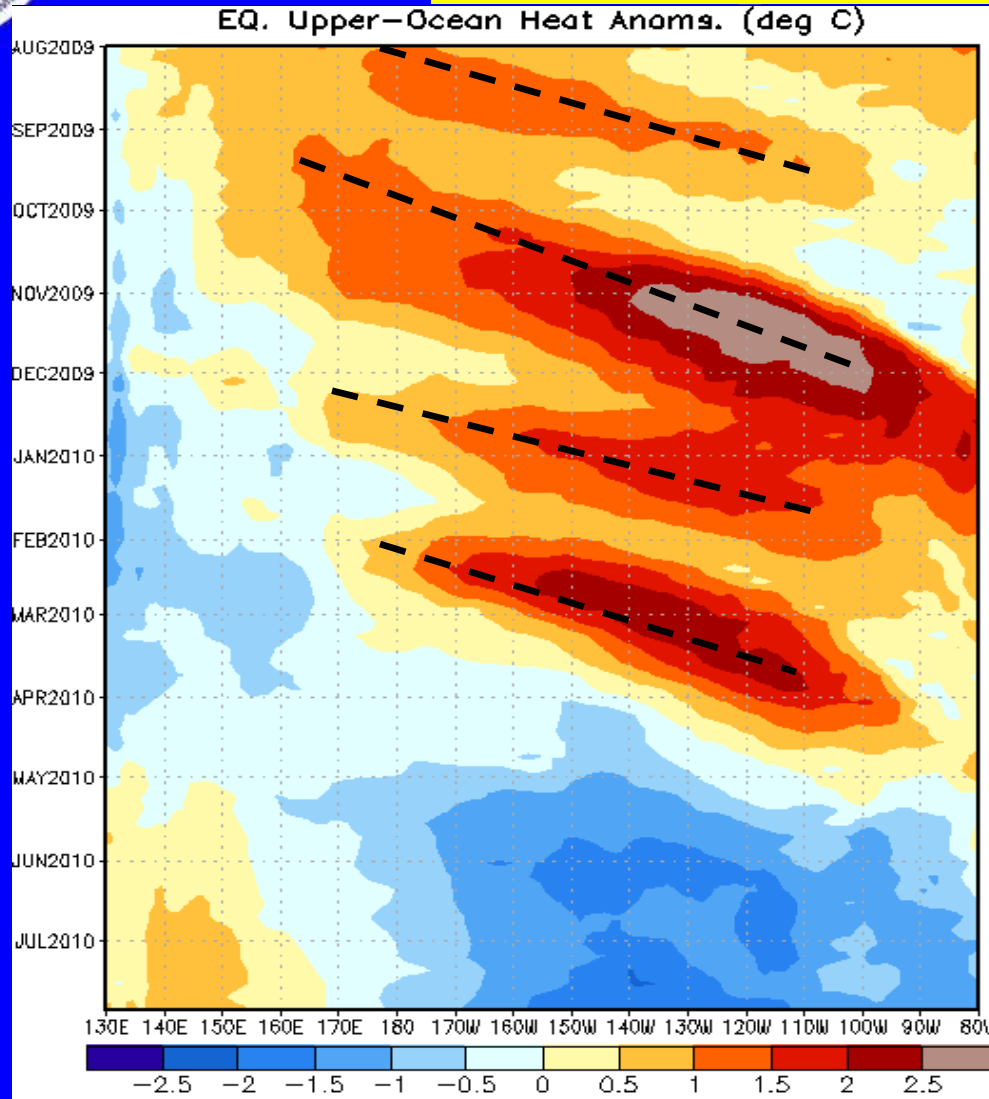 EQ. Upper-Ocean Heat Anoms. (deg C)
AUG2009
SEP2009
OCT2009
NOV2009
DEC2009
JAN2010
FEB2010
MAR2010
APR2010
MAY2010
JUN2010
JUL2010
130E 140E 150E 160E 170E 180 170W 160W 150W 140W 130W 120W 110W 100W 90W 80W
-2.5 -2 -1.5 -1 -0.5 0 0.5 1 1.5 2 2.5